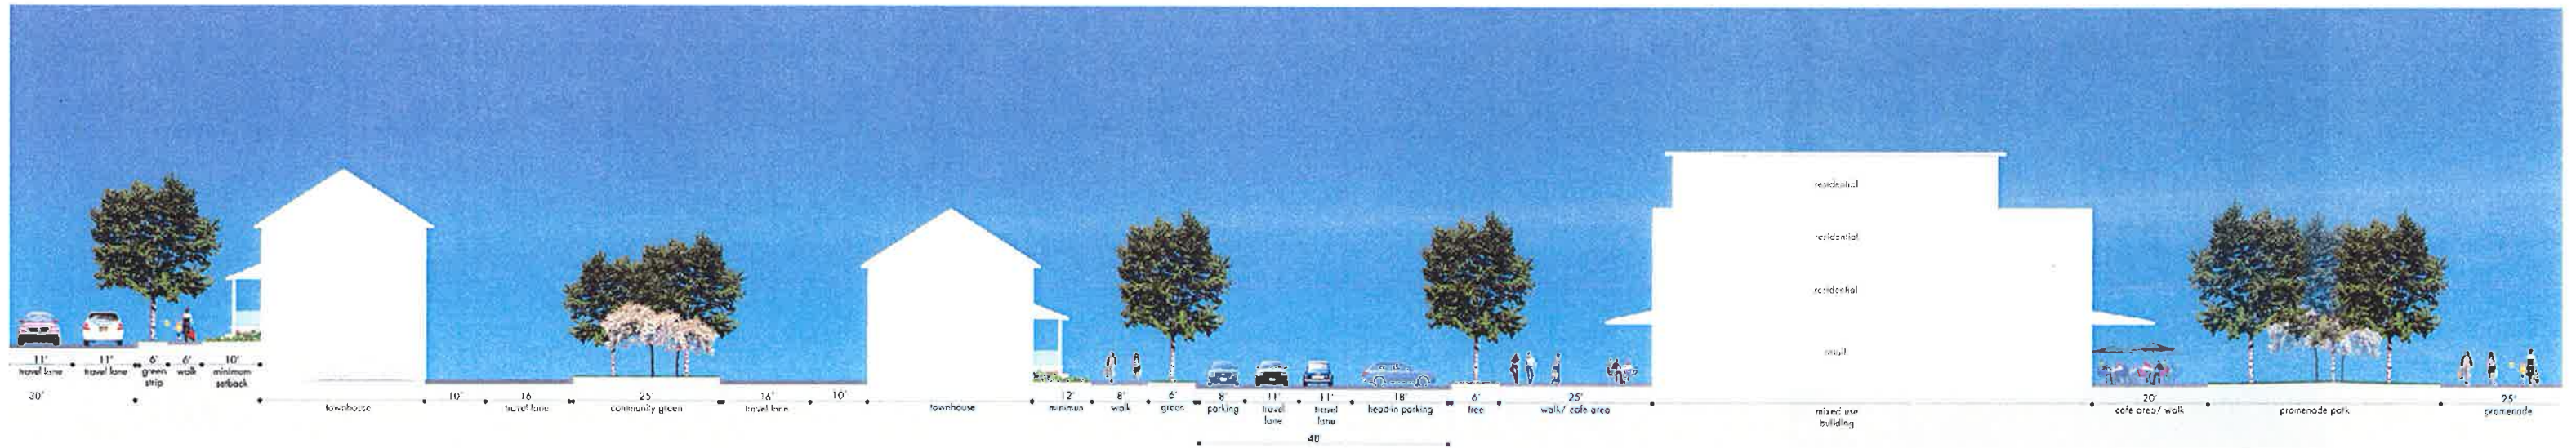 residential
residential
residential
retail
11' 11' 6' 6' 10'
travel lane travel lane green strip walk minimum setback
30'
townhouse
10' 16' 25' 16' 10'
travel lane community green travel lane
townhouse
12' 8' 6' 8' 11' 11' 18' 6' 25'
minimun walk green parking travel lane travel lane head in parking tree walk/ cafe area
48'
mixed use
building
20' 25'
cafe area/ walk promenade park promenade